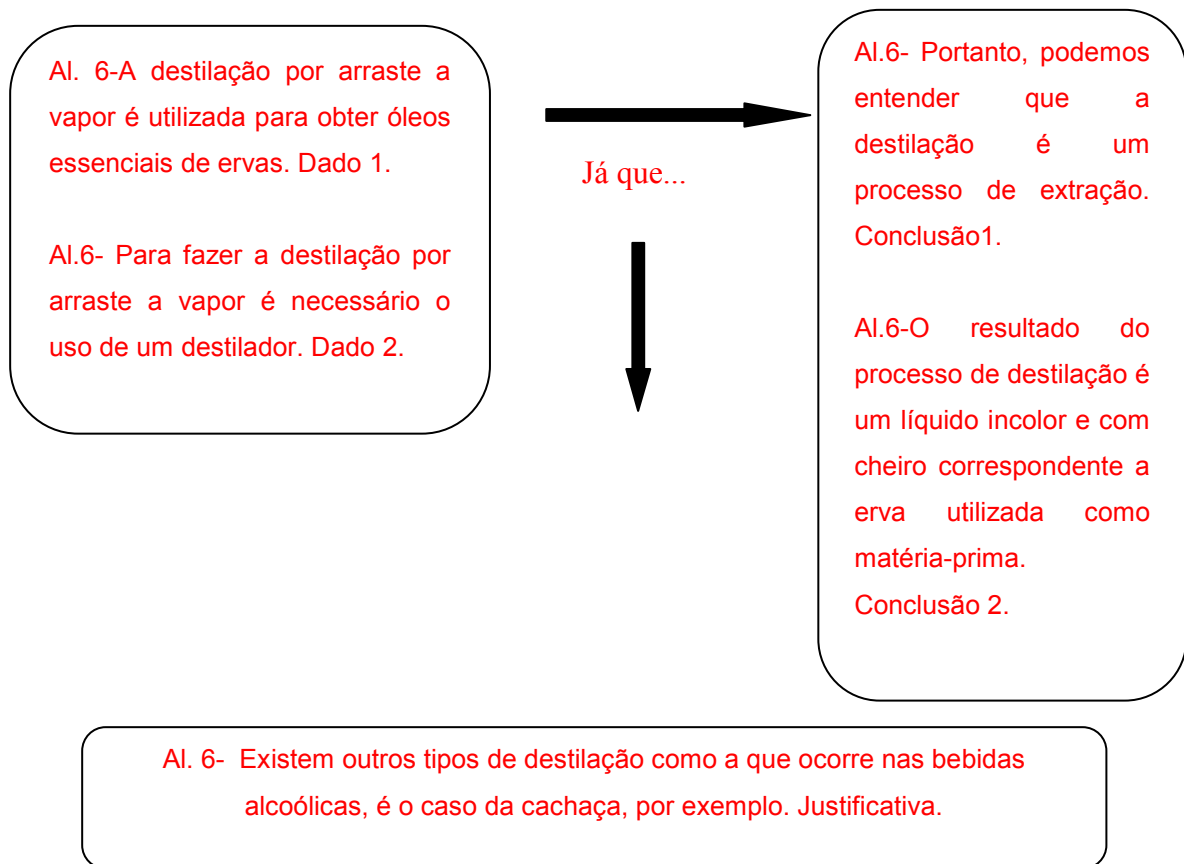 Al. 6-A destilação por arraste a
vapor é utilizada para obter óleos
essenciais de ervas. Dado 1.
Al.6- Para fazer a destilação por
arraste a vapor é necessário o
uso de um destilador. Dado 2.
Já que...
Al.6- Portanto, podemos
entender que a
destilação é um
processo de extração.
Conclusão1.
Al.6-O resultado do
processo de destilação é
um líquido incolor e com
cheiro correspondente a
erva utilizada como
matéria-prima.
Conclusão 2.
Al. 6- Existem outros tipos de destilação como a que ocorre nas bebidas
alcoólicas, é o caso da cachaça, por exemplo. Justificativa.